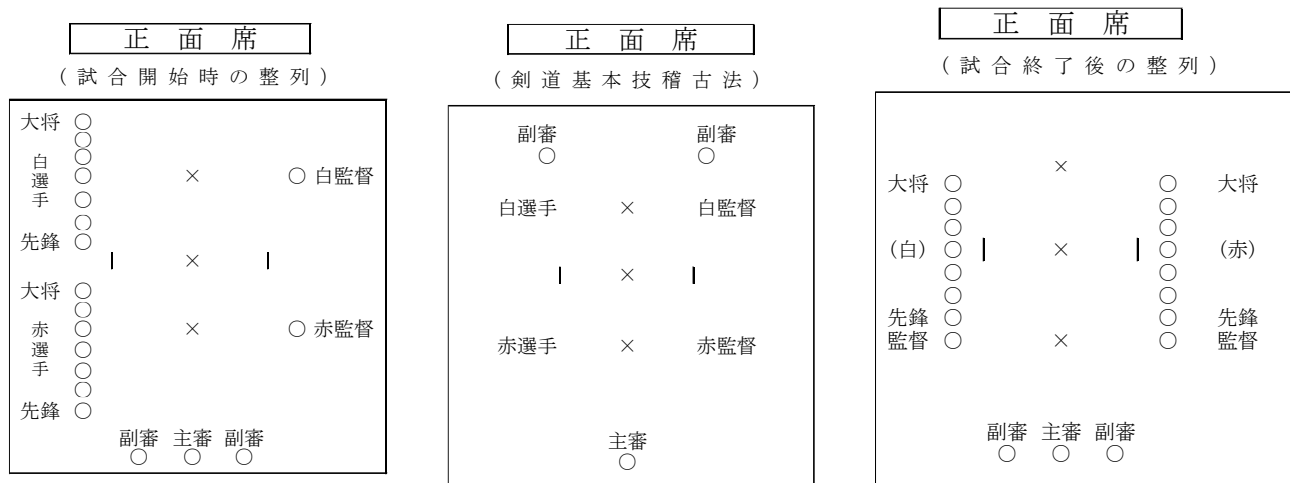 正面席
(試合開始時の整列)
大将
白選手
白監督
先鋒
大将
赤選手
赤監督
先鋒
副審 主審 副審
正面席
(剣道基本技稽古法)
副審 副審
白選手 白監督
赤選手 赤監督
主審
正面席
(試合終了後の整列)
大将 大将
(白) (赤)
先鋒 先鋒
監督 監督
副審 主審 副審